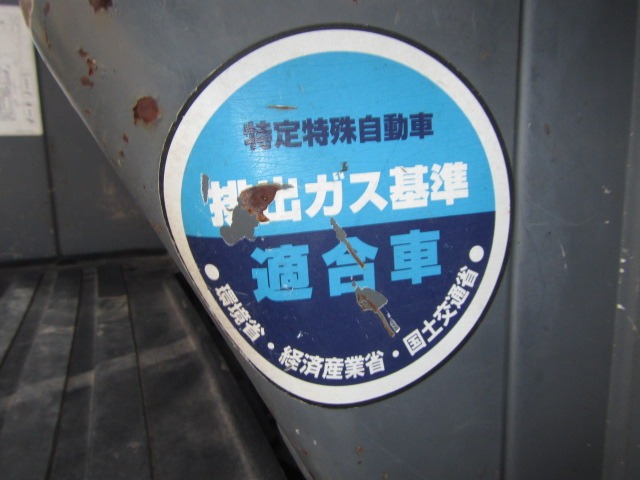 特定特殊自動車
排出ガス基準
適合車
●環境省・経済産業省・国土交通省●